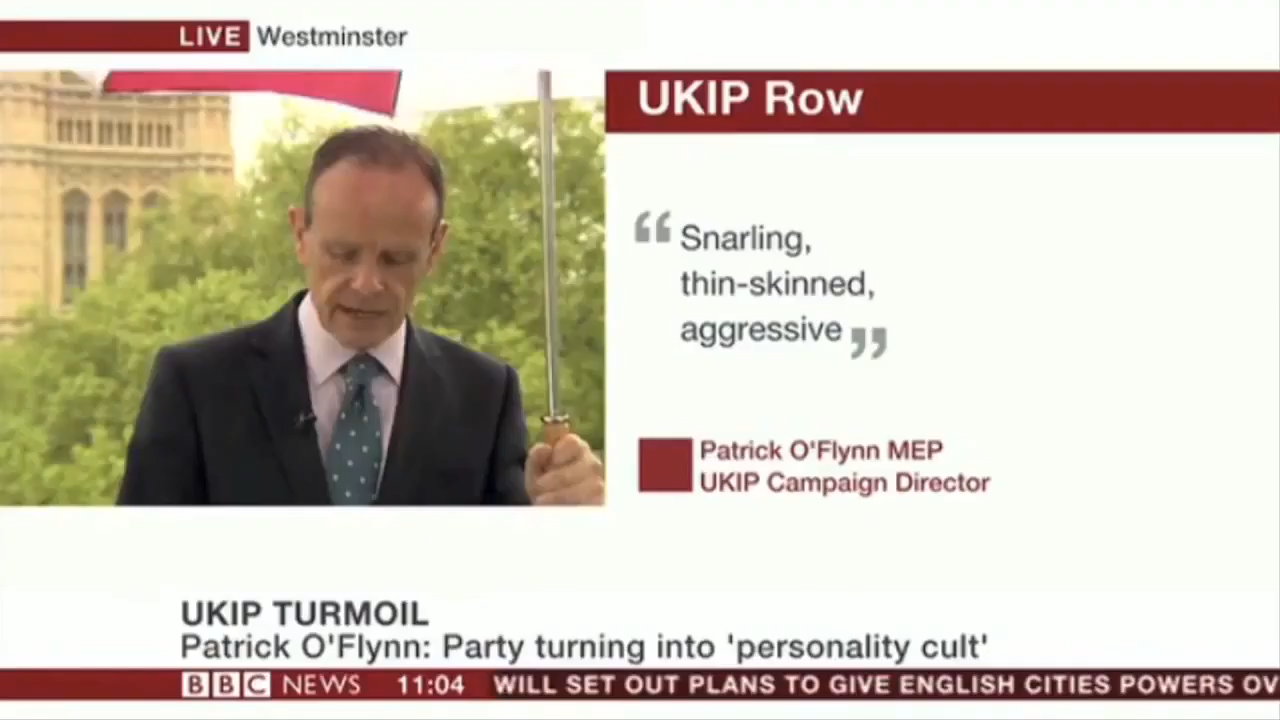 LIVE Westminster
UKIP Row
“ Snarling,
thin-skinned,
aggressive ”
Patrick O'Flynn MEP
UKIP Campaign Director
UKIP TURMOIL
Patrick O'Flynn: Party turning into 'personality cult'
BBC NEWS 11:04 WILL SET OUT PLANS TO GIVE ENGLISH CITIES POWERS OV